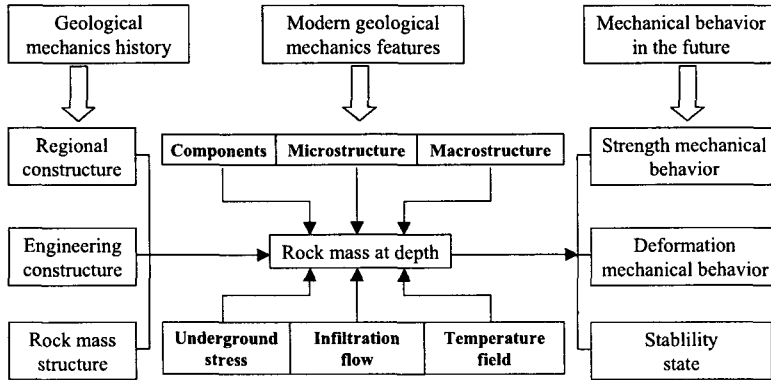 Geological
mechanics history
Modern geological
mechanics features
Mechanical behavior
in the future
Regional
constructure
Components
Microstructure
Macrostructure
Strength mechanical
behavior
Engineering
constructure
Rock mass at depth
Deformation
mechanical behavior
Rock mass
structure
Underground
stress
Infiltration
flow
Temperature
field
Stablility
state